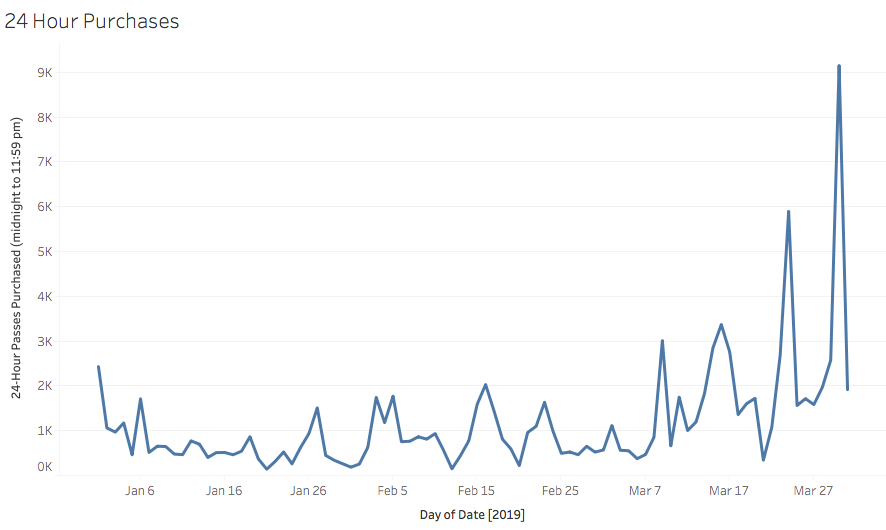 24 Hour Purchases
24-Hour Passes Purchased (midnight to 11:59 pm)
9K
8K
7K
6K
5K
4K
3K
2K
1K
0K
Jan 6 Jan 16 Jan 26 Feb 5 Feb 15 Feb 25 Mar 7 Mar 17 Mar 27
Day of Date [2019]